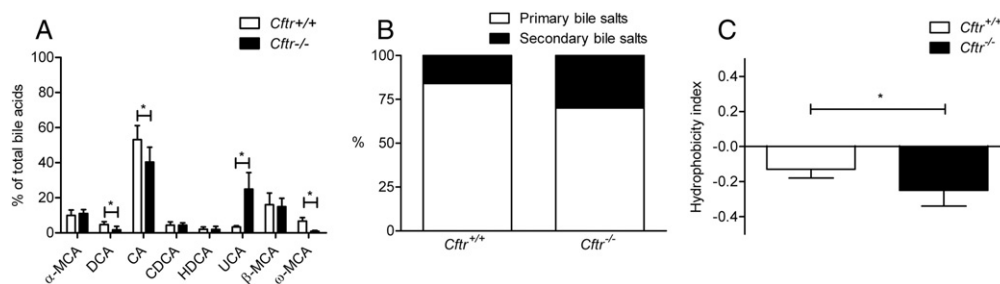 A
Cftr+/+
Cftr-/-
% of total bile acids
100
80
60
40
20
0
*
*
*
*
α-MCA
DCA
CA
CDCA
HDCA
UCA
β-MCA
ω-MCA
B
Primary bile salts
Secondary bile salts
%
100
75
50
25
0
Cftr+/+
Cftr-/-
C
Cftr+/+
Cftr-/-
Hydrophobicity index
0.4
0.2
-0.0
-0.2
-0.4
*